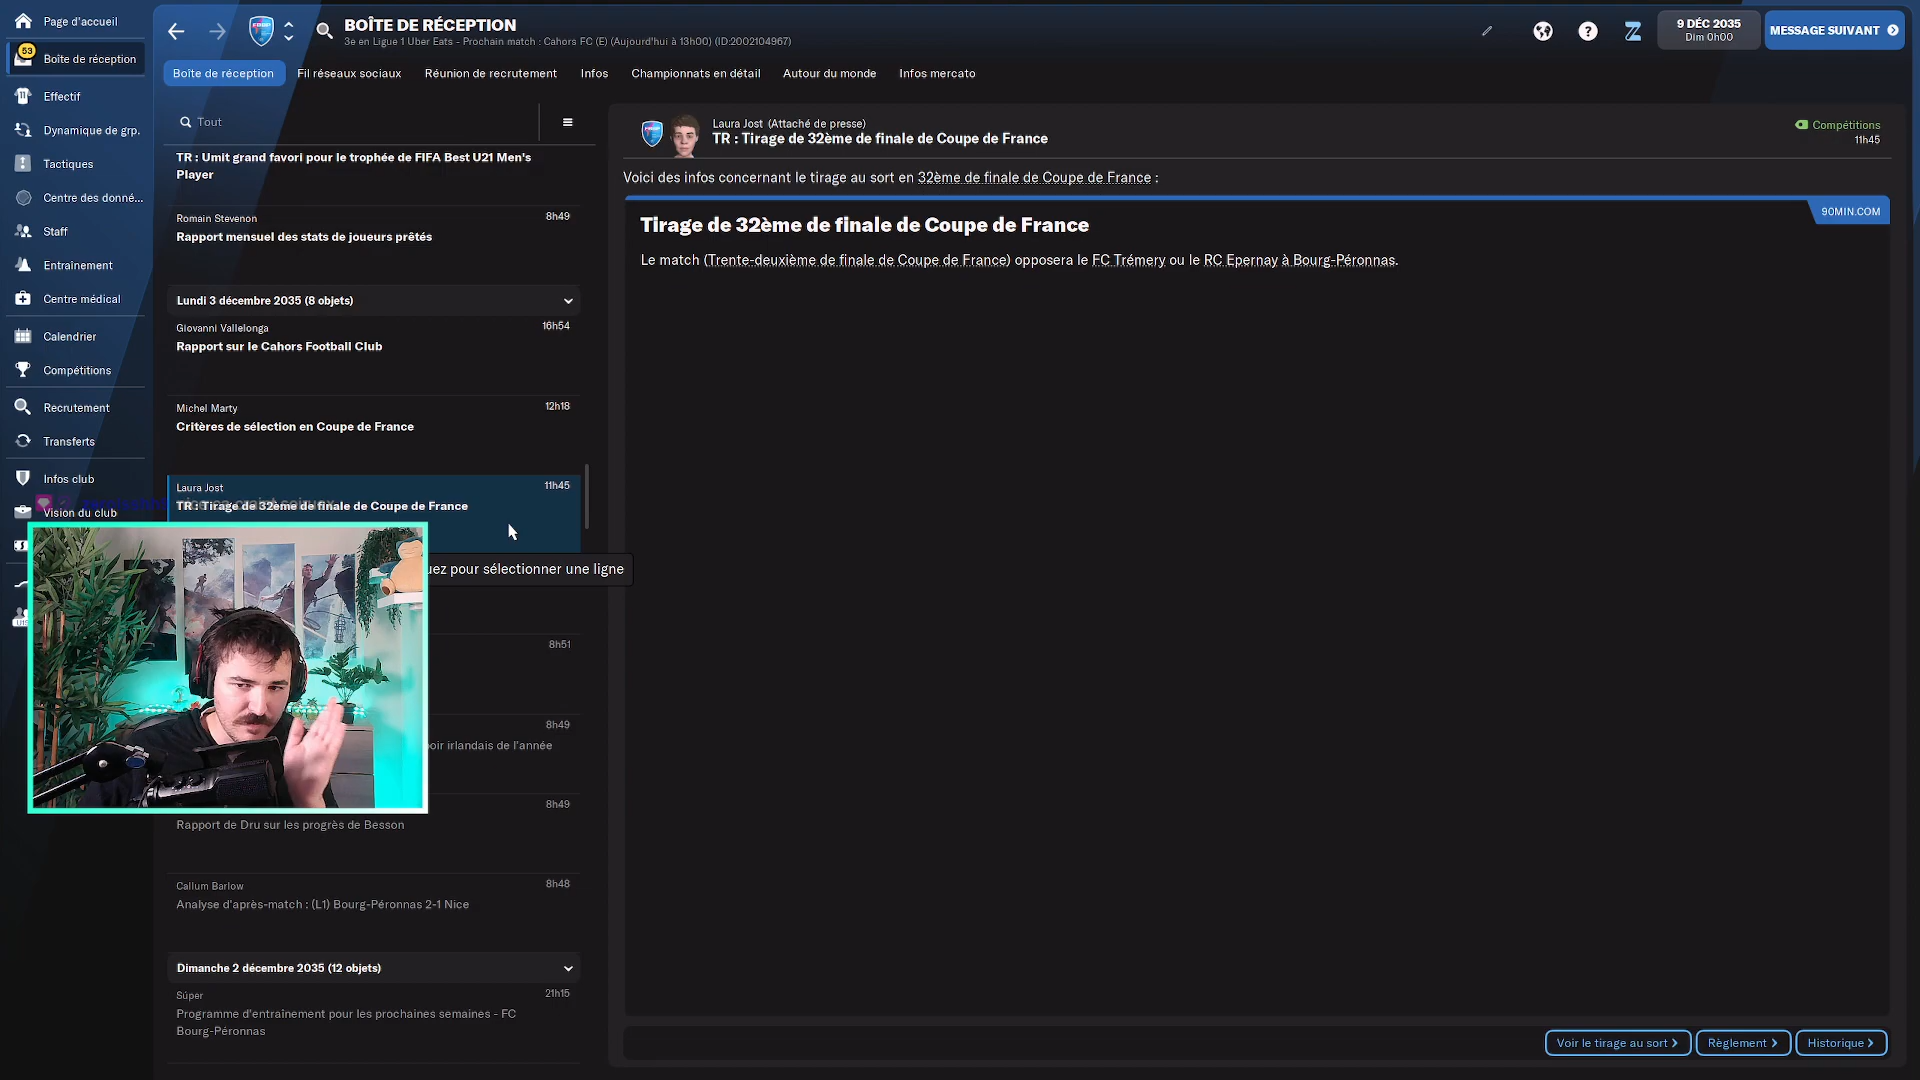 Page d'accueil
53
Boîte de réception
Effectif
Dynamique de grp.
Tactiques
Centre des donné...
Staff
Entraînement
Centre médical
Calendrier
Compétitions
Recrutement
Transferts
Infos club
Vision du club
BOÎTE DE RÉCEPTION
3e en Ligue 1 Uber Eats - Prochain match : Cahors FC (E) (Aujourd'hui à 13h00) (ID:2002104967)
9 DÉC 2035
Dim 0h00
MESSAGE SUIVANT
Boîte de réception
Fil réseaux sociaux
Réunion de recrutement
Infos
Championnats en détail
Autour du monde
Infos mercato
Tout
TR : Umit grand favori pour le trophée de FIFA Best U21 Men's
Player
Romain Stevenon
8h49
Rapport mensuel des stats de joueurs prêtés
Lundi 3 décembre 2035 (8 objets)
Giovanni Vallelonga
16h54
Rapport sur le Cahors Football Club
Michel Marty
12h18
Critères de sélection en Coupe de France
Laura Jost
11h45
TR : Tirage de 32ème de finale de Coupe de France
uez pour sélectionner une ligne
8h51
8h49
oir irlandais de l'année
8h49
Rapport de Dru sur les progrès de Besson
Callum Barlow
8h48
Analyse d'après-match : (L1) Bourg-Péronnas 2-1 Nice
Dimanche 2 décembre 2035 (12 objets)
Súper
21h15
Programme d'entraînement pour les prochaines semaines - FC
Bourg-Péronnas
Laura Jost (Attaché de presse)
TR : Tirage de 32ème de finale de Coupe de France
Compétitions
11h45
Voici des infos concernant le tirage au sort en 32ème de finale de Coupe de France :
90MIN.COM
Tirage de 32ème de finale de Coupe de France
Le match (Trente-deuxième de finale de Coupe de France) opposera le FC Trémery ou le RC Epernay à Bourg-Péronnas.
Voir le tirage au sort
Règlement
Historique